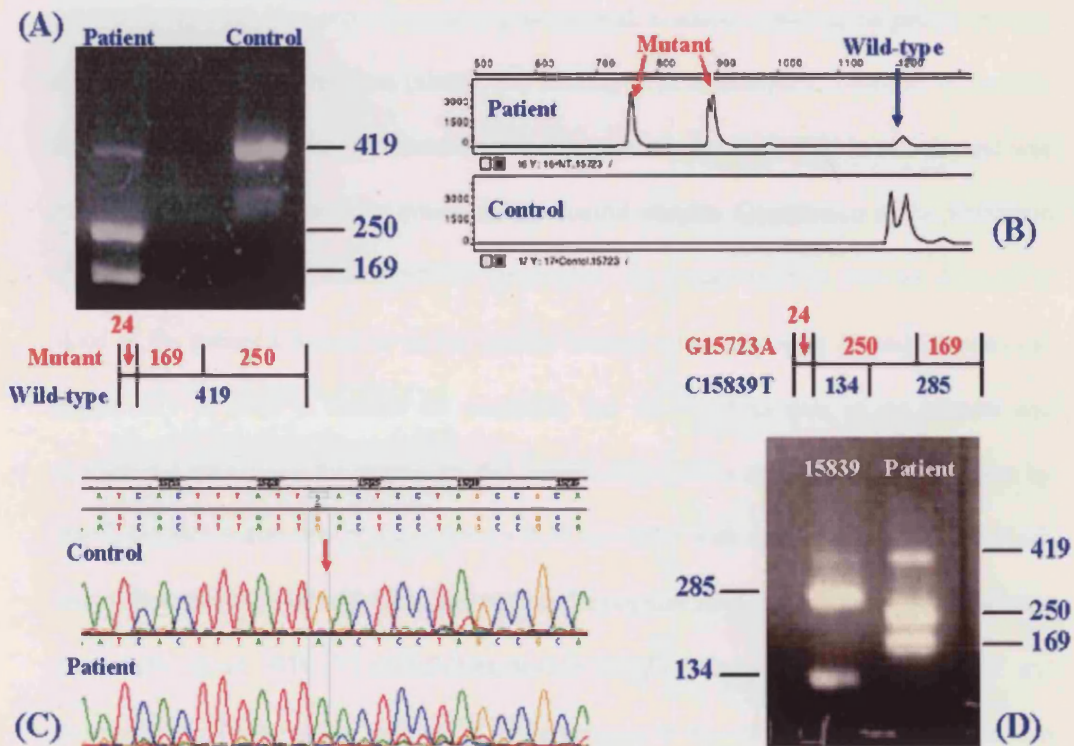 (A)
Patient Control
419
250
169
24
Mutant 169 250
Wild-type 419
Mutant
Wild-type
500 600 700 800 900 1000 1100 1200
3000
1500
0
Patient
3000
1500
0
Control
(B)
24
G15723A 250 169
C15839T 134 285
Control
Patient
A T C A C T T T A T T A A C T C C T A G C C G C A
(C)
15839 Patient
285
134
419
250
169
(D)